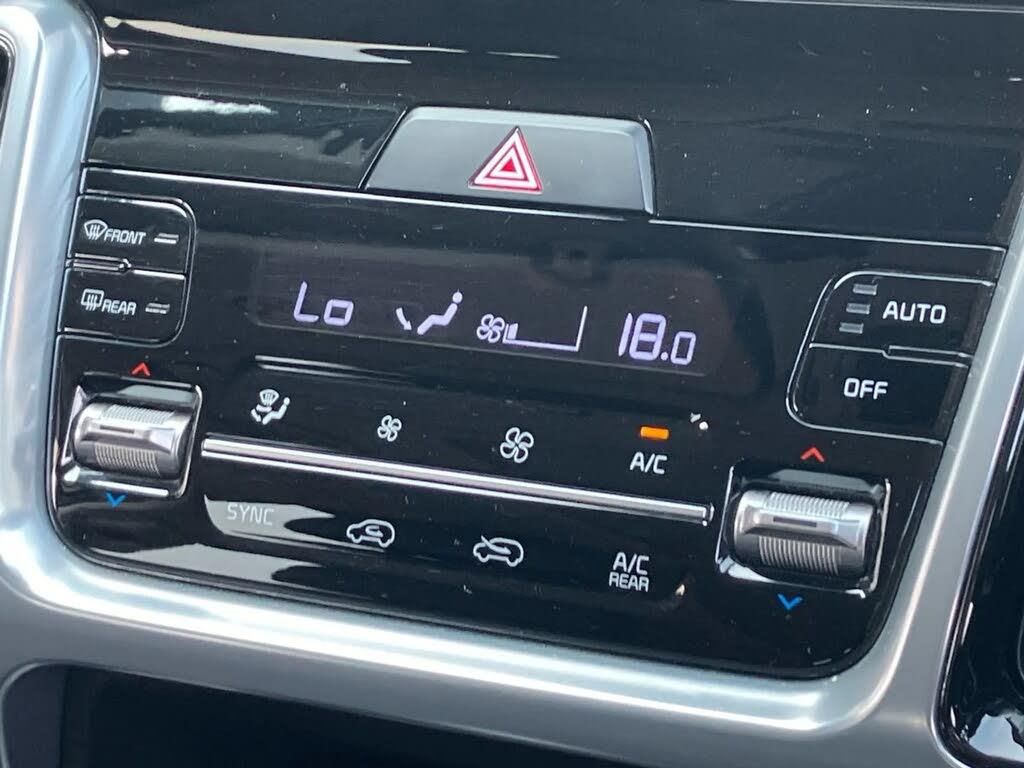 FRONT
REAR
Lo
18.0
AUTO
OFF
A/C
SYNC
A/C
REAR